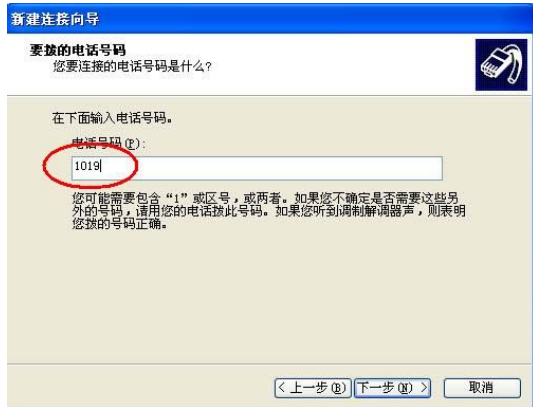 新建连接向导
要拨的电话号码
您要连接的电话号码是什么?
在下面输入电话号码。
电话号码(P):
1019
您可能需要包含“1”或区号,或两者。如果您不确定是否需要这些另
外的号码,请用您的电话拨此号码。如果您听到调制解调器声,则表明
您拨的号码正确。
< 上一步(B) 下一步(N) > 取消